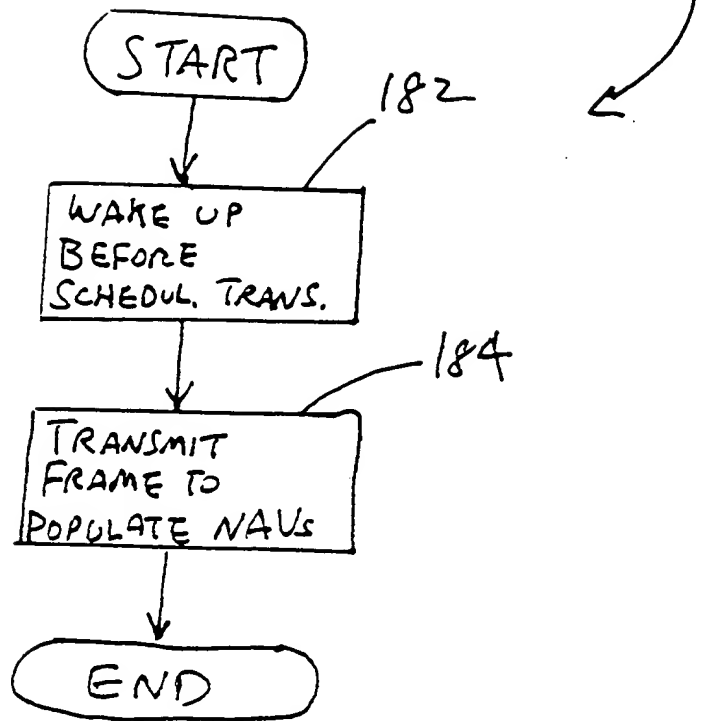 START
182
WAKE UP
BEFORE
SCHEDUL. TRANS.
184
TRANSMIT
FRAME TO
POPULATE NAVs
END